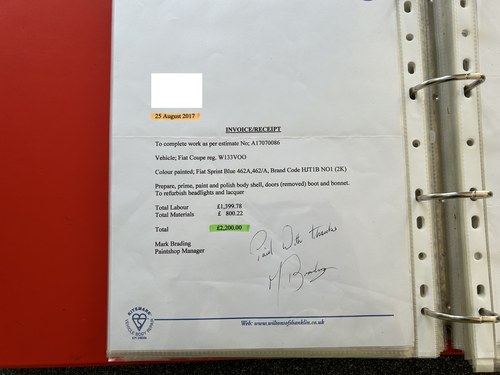 25 August 2017
INVOICE/RECEIPT
To complete work as per estimate No; A17070086
Vehicle; Fiat Coupe reg. W133VOO
Colour painted; Fiat Sprint Blue 462A,462/A, Brand Code HJT1B NO1 (2K)
Prepare, prime, paint and polish body shell, doors (removed) boot and bonnet.
To refurbish headlights and lacquer
Total Labour £1,399.78
Total Materials £ 800.22
Total £2,200.00
Mark Brading
Paintshop Manager
Paid With thanks
M Brading
KITEMARK
Web: www.wilsonofshamblin.co.uk